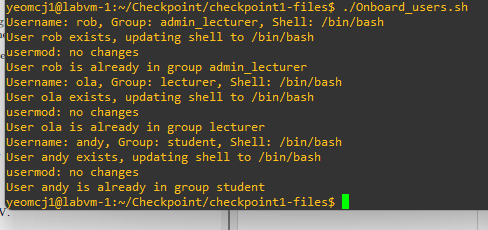 yeomcj1@labvm-1:~/Checkpoint/checkpoint1-files$ ./Onboard_users.sh
Username: rob, Group: admin_lecturer, Shell: /bin/bash
User rob exists, updating shell to /bin/bash
usermod: no changes
User rob is already in group admin_lecturer
Username: ola, Group: lecturer, Shell: /bin/bash
User ola exists, updating shell to /bin/bash
usermod: no changes
User ola is already in group lecturer
Username: andy, Group: student, Shell: /bin/bash
User andy exists, updating shell to /bin/bash
usermod: no changes
User andy is already in group student
yeomcj1@labvm-1:~/Checkpoint/checkpoint1-files$